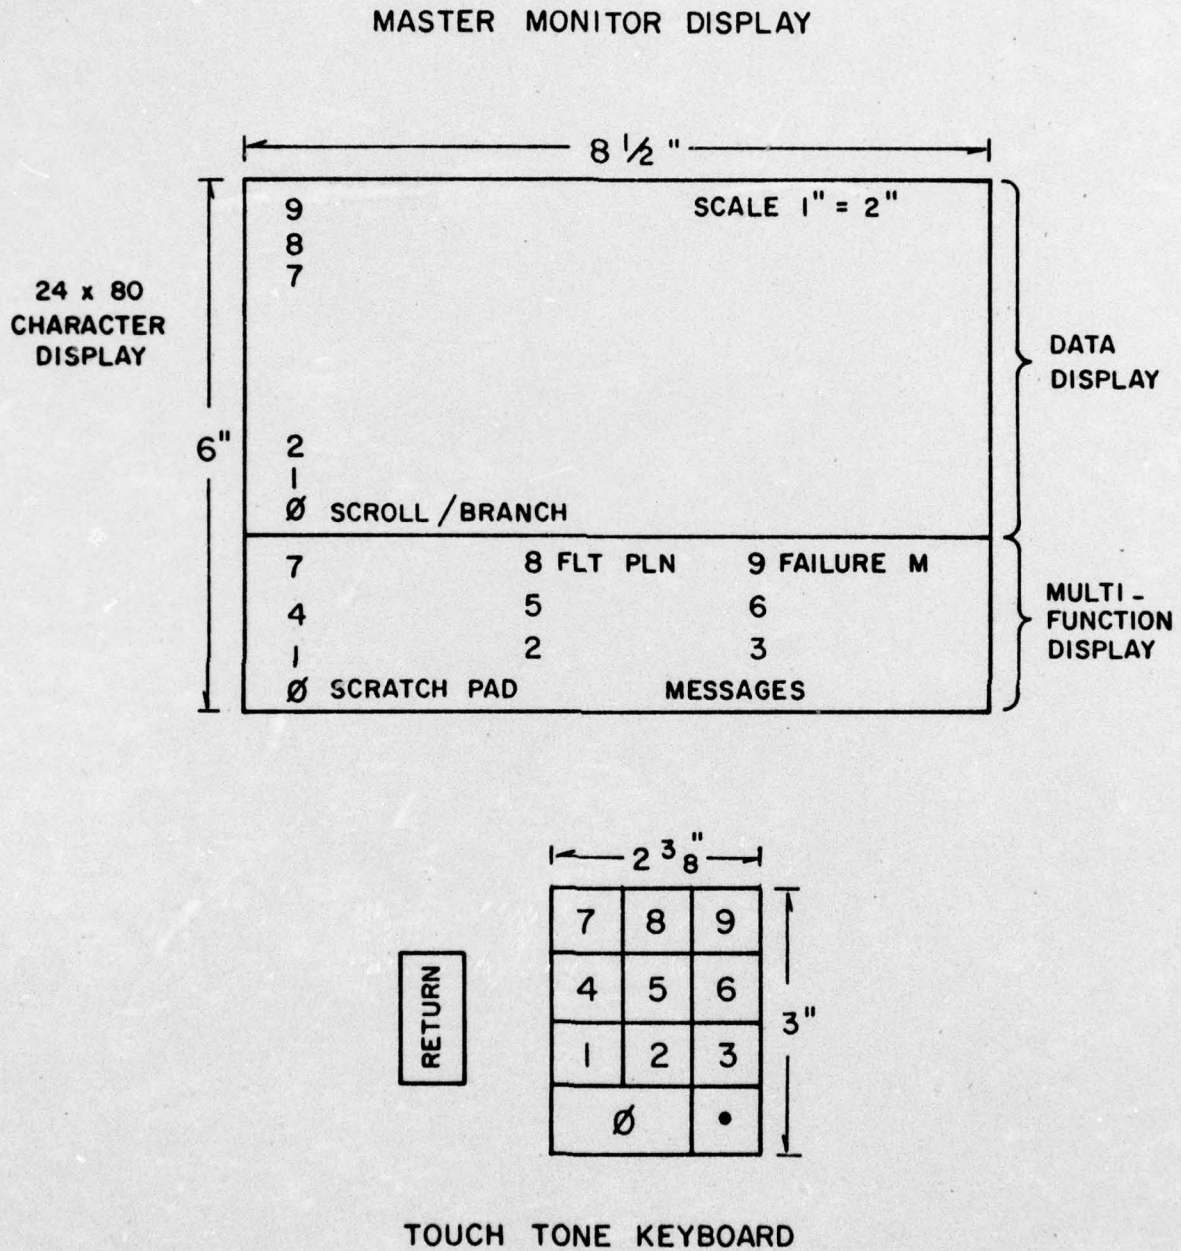 MASTER MONITOR DISPLAY
8 1/2 "
9 SCALE 1" = 2"
8
7
24 x 80
CHARACTER
DISPLAY
DATA
DISPLAY
6"
2
1
Ø SCROLL / BRANCH
7 8 FLT PLN 9 FAILURE M
4 5 6
1 2 3
Ø SCRATCH PAD MESSAGES
MULTI-
FUNCTION
DISPLAY
2 3 8"
7 8 9
4 5 6
1 2 3
Ø •
3"
RETURN
TOUCH TONE KEYBOARD